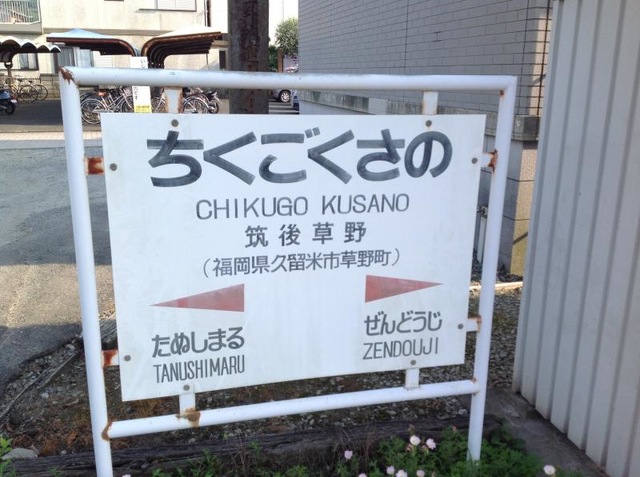 ちくごくさの
CHIKUGO KUSANO
筑後草野
（福岡県久留米市草野町）
たぬしまる
TANUSHIMARU
ぜんどうじ
ZENDOUJI